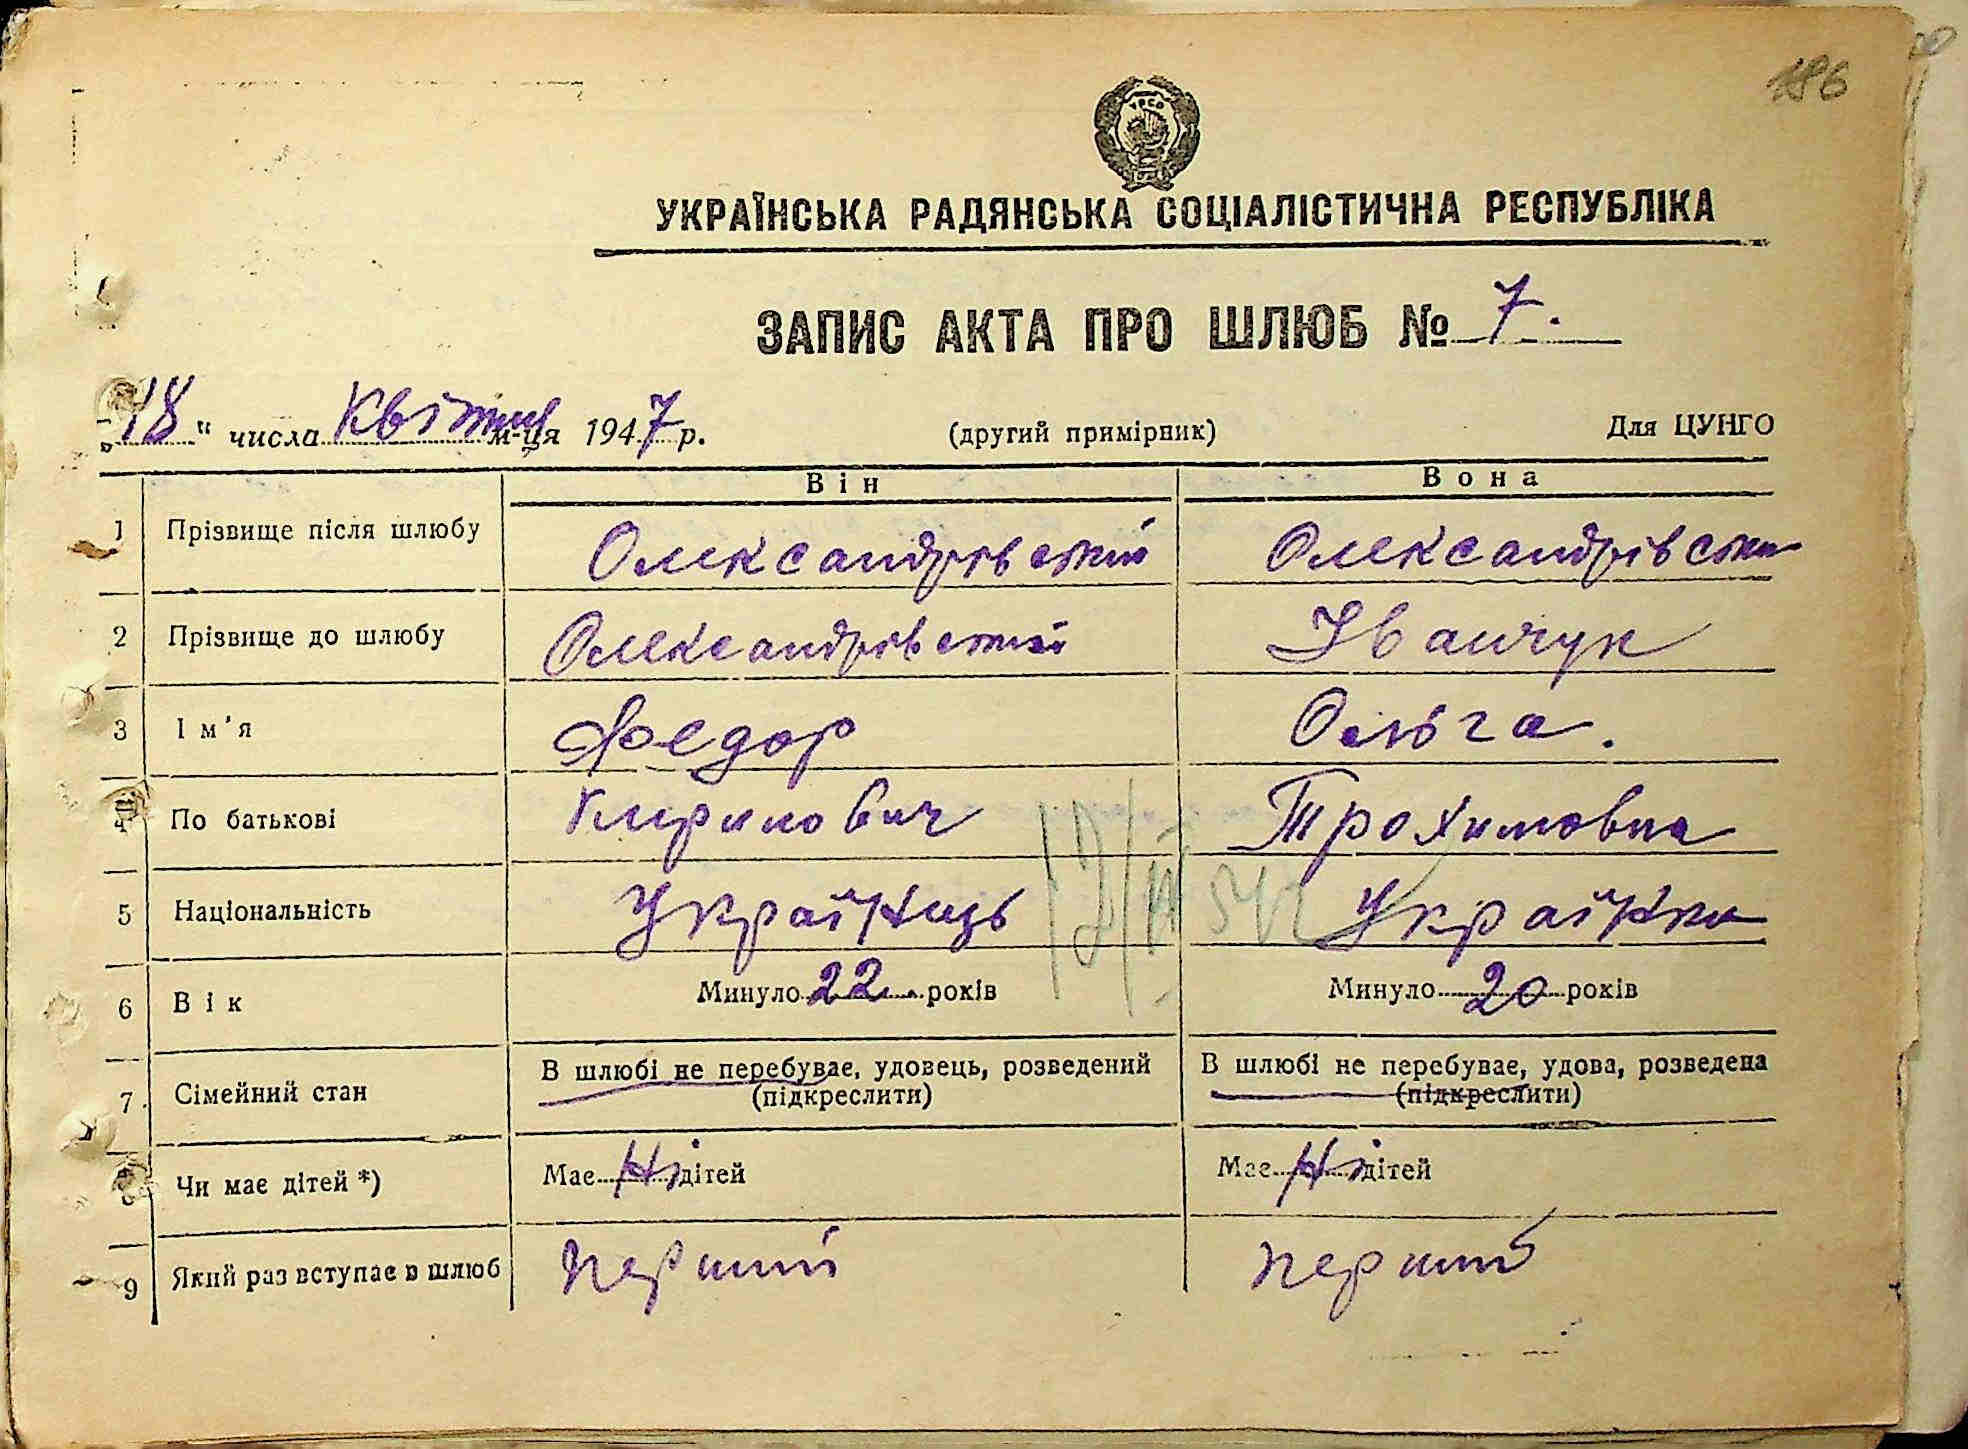 186
УРСР
УКРАЇНСЬКА РАДЯНСЬКА СОЦІАЛІСТИЧНА РЕСПУБЛІКА
ЗАПИС АКТА ПРО ШЛЮБ № 7.
„18" числа Квітня м-ця 1947 р. (другий примірник) Для ЦУНГО
Він Вона
1 Прізвище після шлюбу Олександрівський Олександрівська
2 Прізвище до шлюбу Олександрівський Іванчук
3 Ім'я Федор Ольга.
4 По батькові Кирилович Трохимовна
5 Національність Українець Українка
6 Вік Минуло 22 років Минуло 20 років
7. Сімейний стан В шлюбі не перебуває, удовець, розведений В шлюбі не перебуває, удова, розведена
(підкреслити) (підкреслити)
8 Чи має дітей *) Має Ні дітей Має Ні дітей
9 Який раз вступає в шлюб перший перший